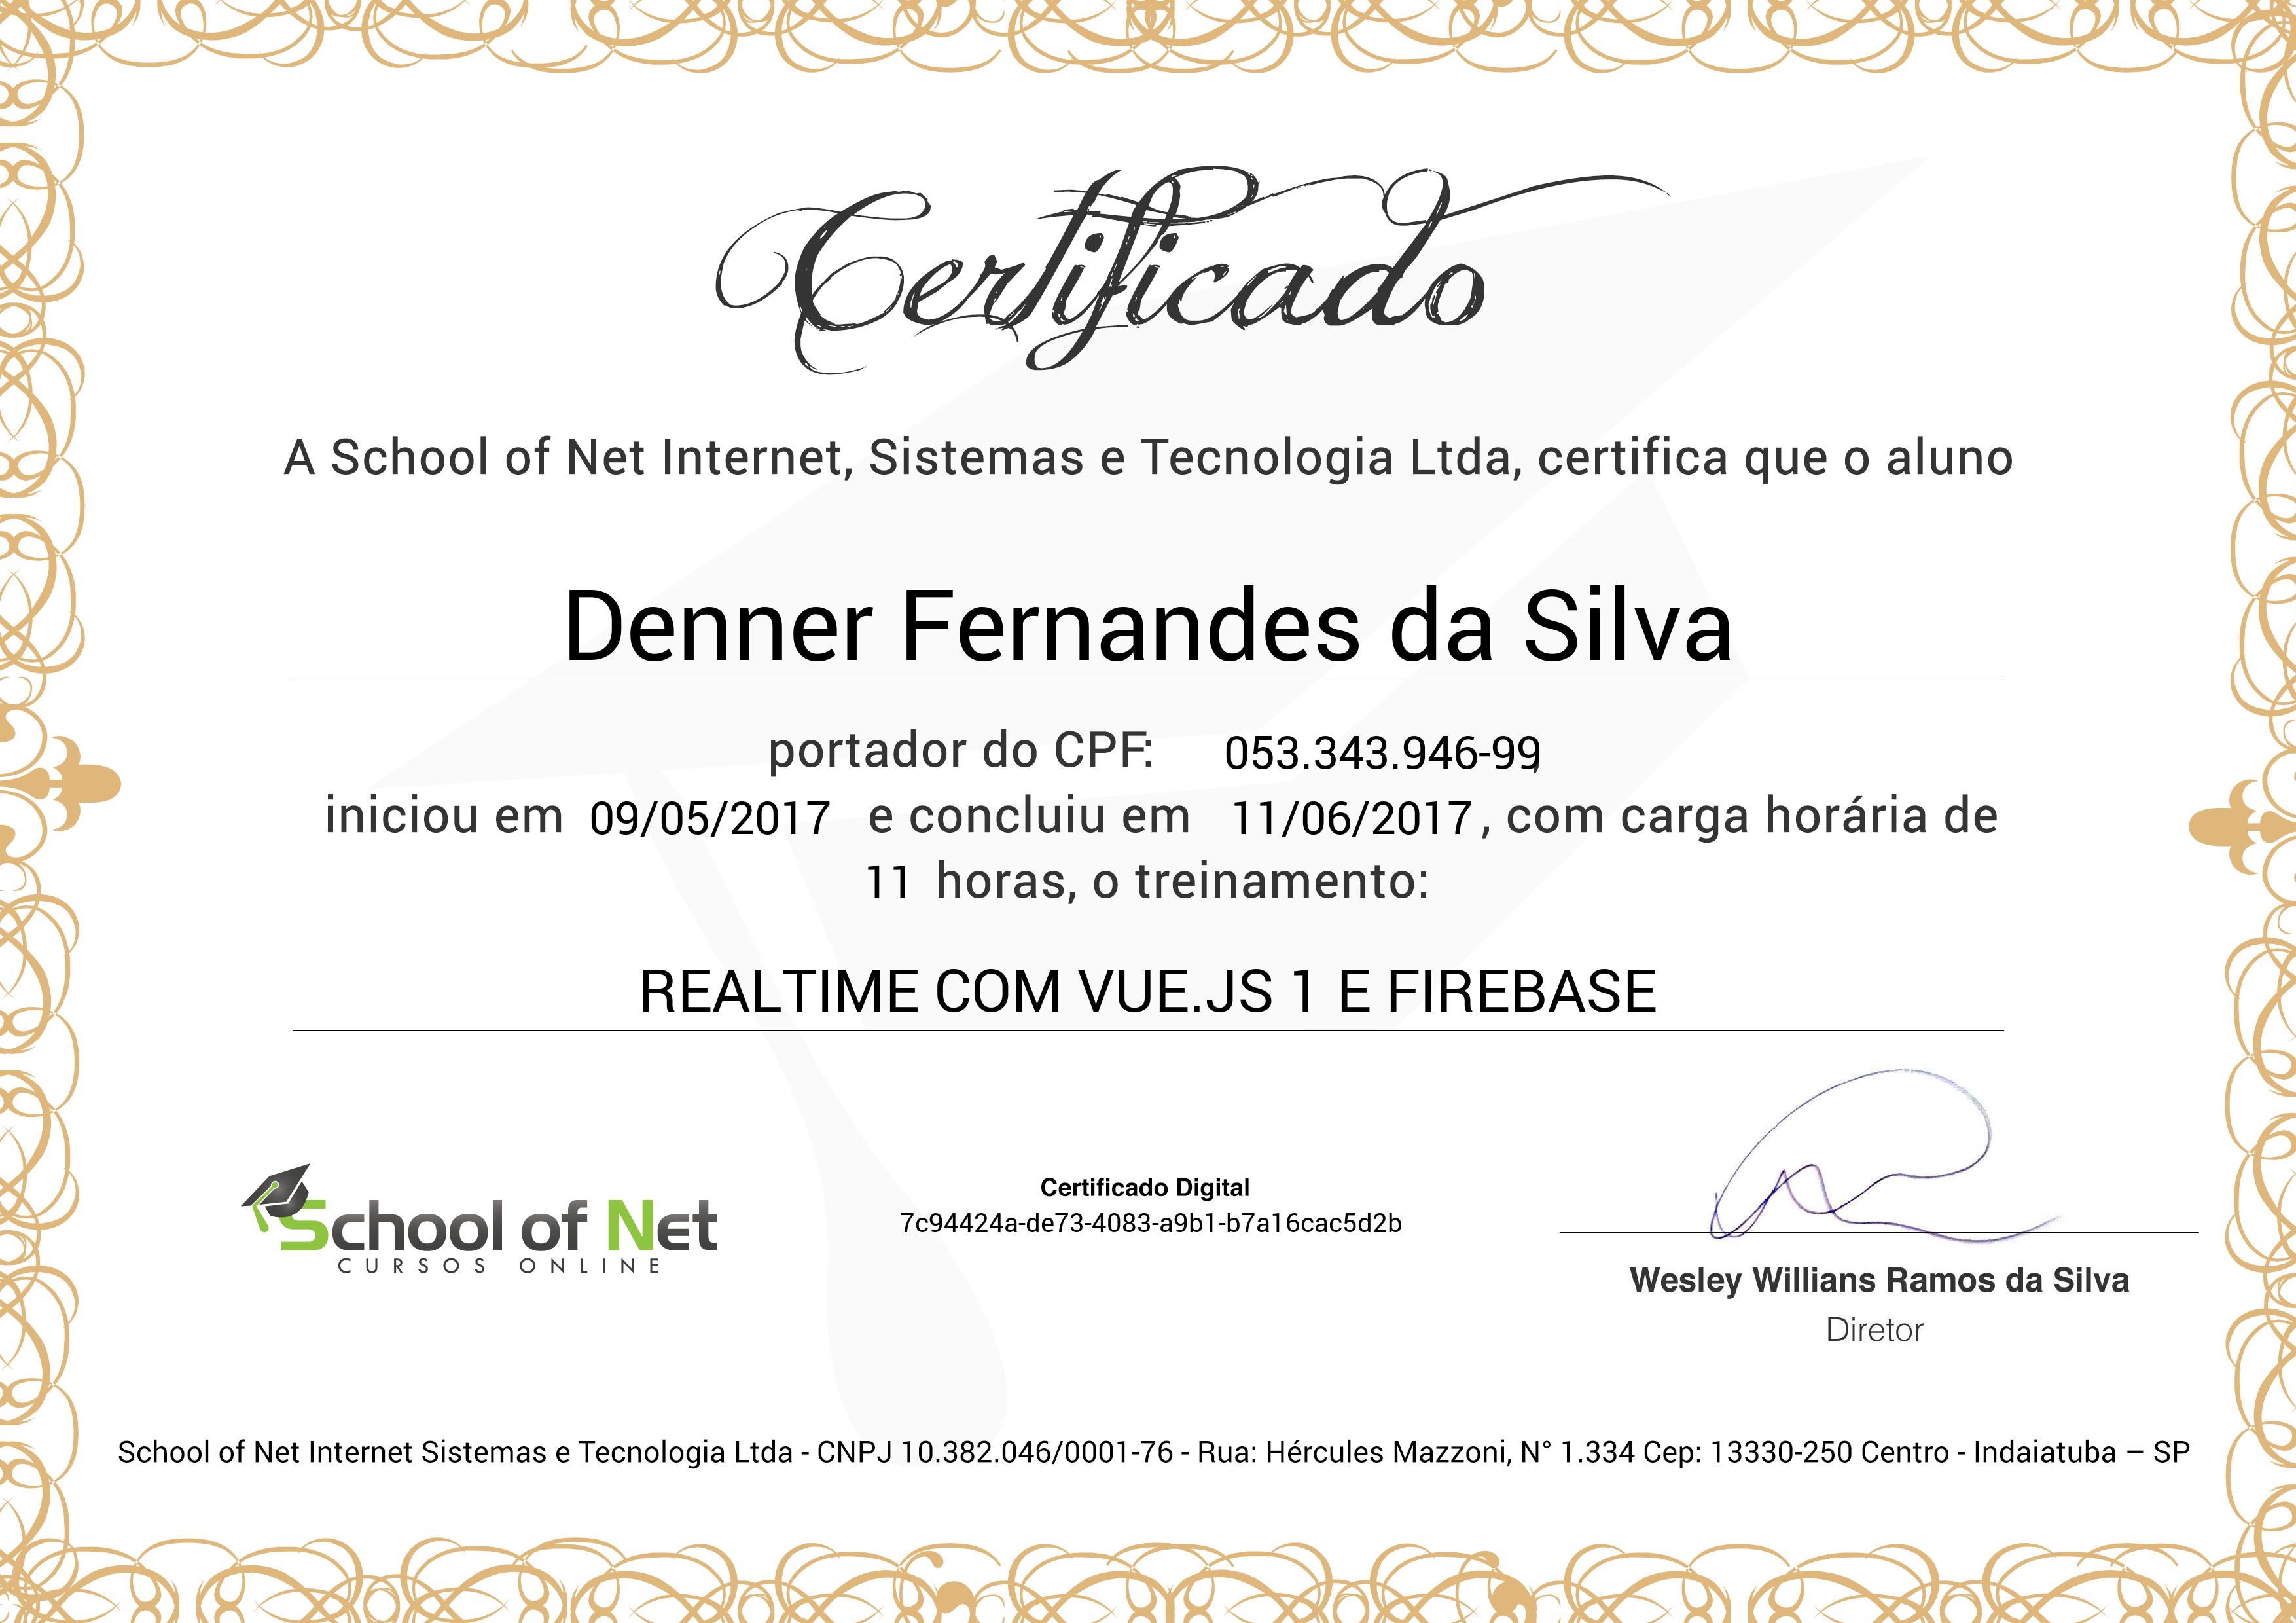 Certificado
A School of Net Internet, Sistemas e Tecnologia Ltda, certifica que o aluno
Denner Fernandes da Silva
portador do CPF: 053.343.946-99,
iniciou em 09/05/2017 e concluiu em 11/06/2017, com carga horária de
11 horas, o treinamento:
REALTIME COM VUE.JS 1 E FIREBASE
School of Net
CURSOS ONLINE
Certificado Digital
7c94424a-de73-4083-a9b1-b7a16cac5d2b
Wesley Willians Ramos da Silva
Diretor
School of Net Internet Sistemas e Tecnologia Ltda - CNPJ 10.382.046/0001-76 - Rua: Hércules Mazzoni, N° 1.334 Cep: 13330-250 Centro - Indaiatuba – SP